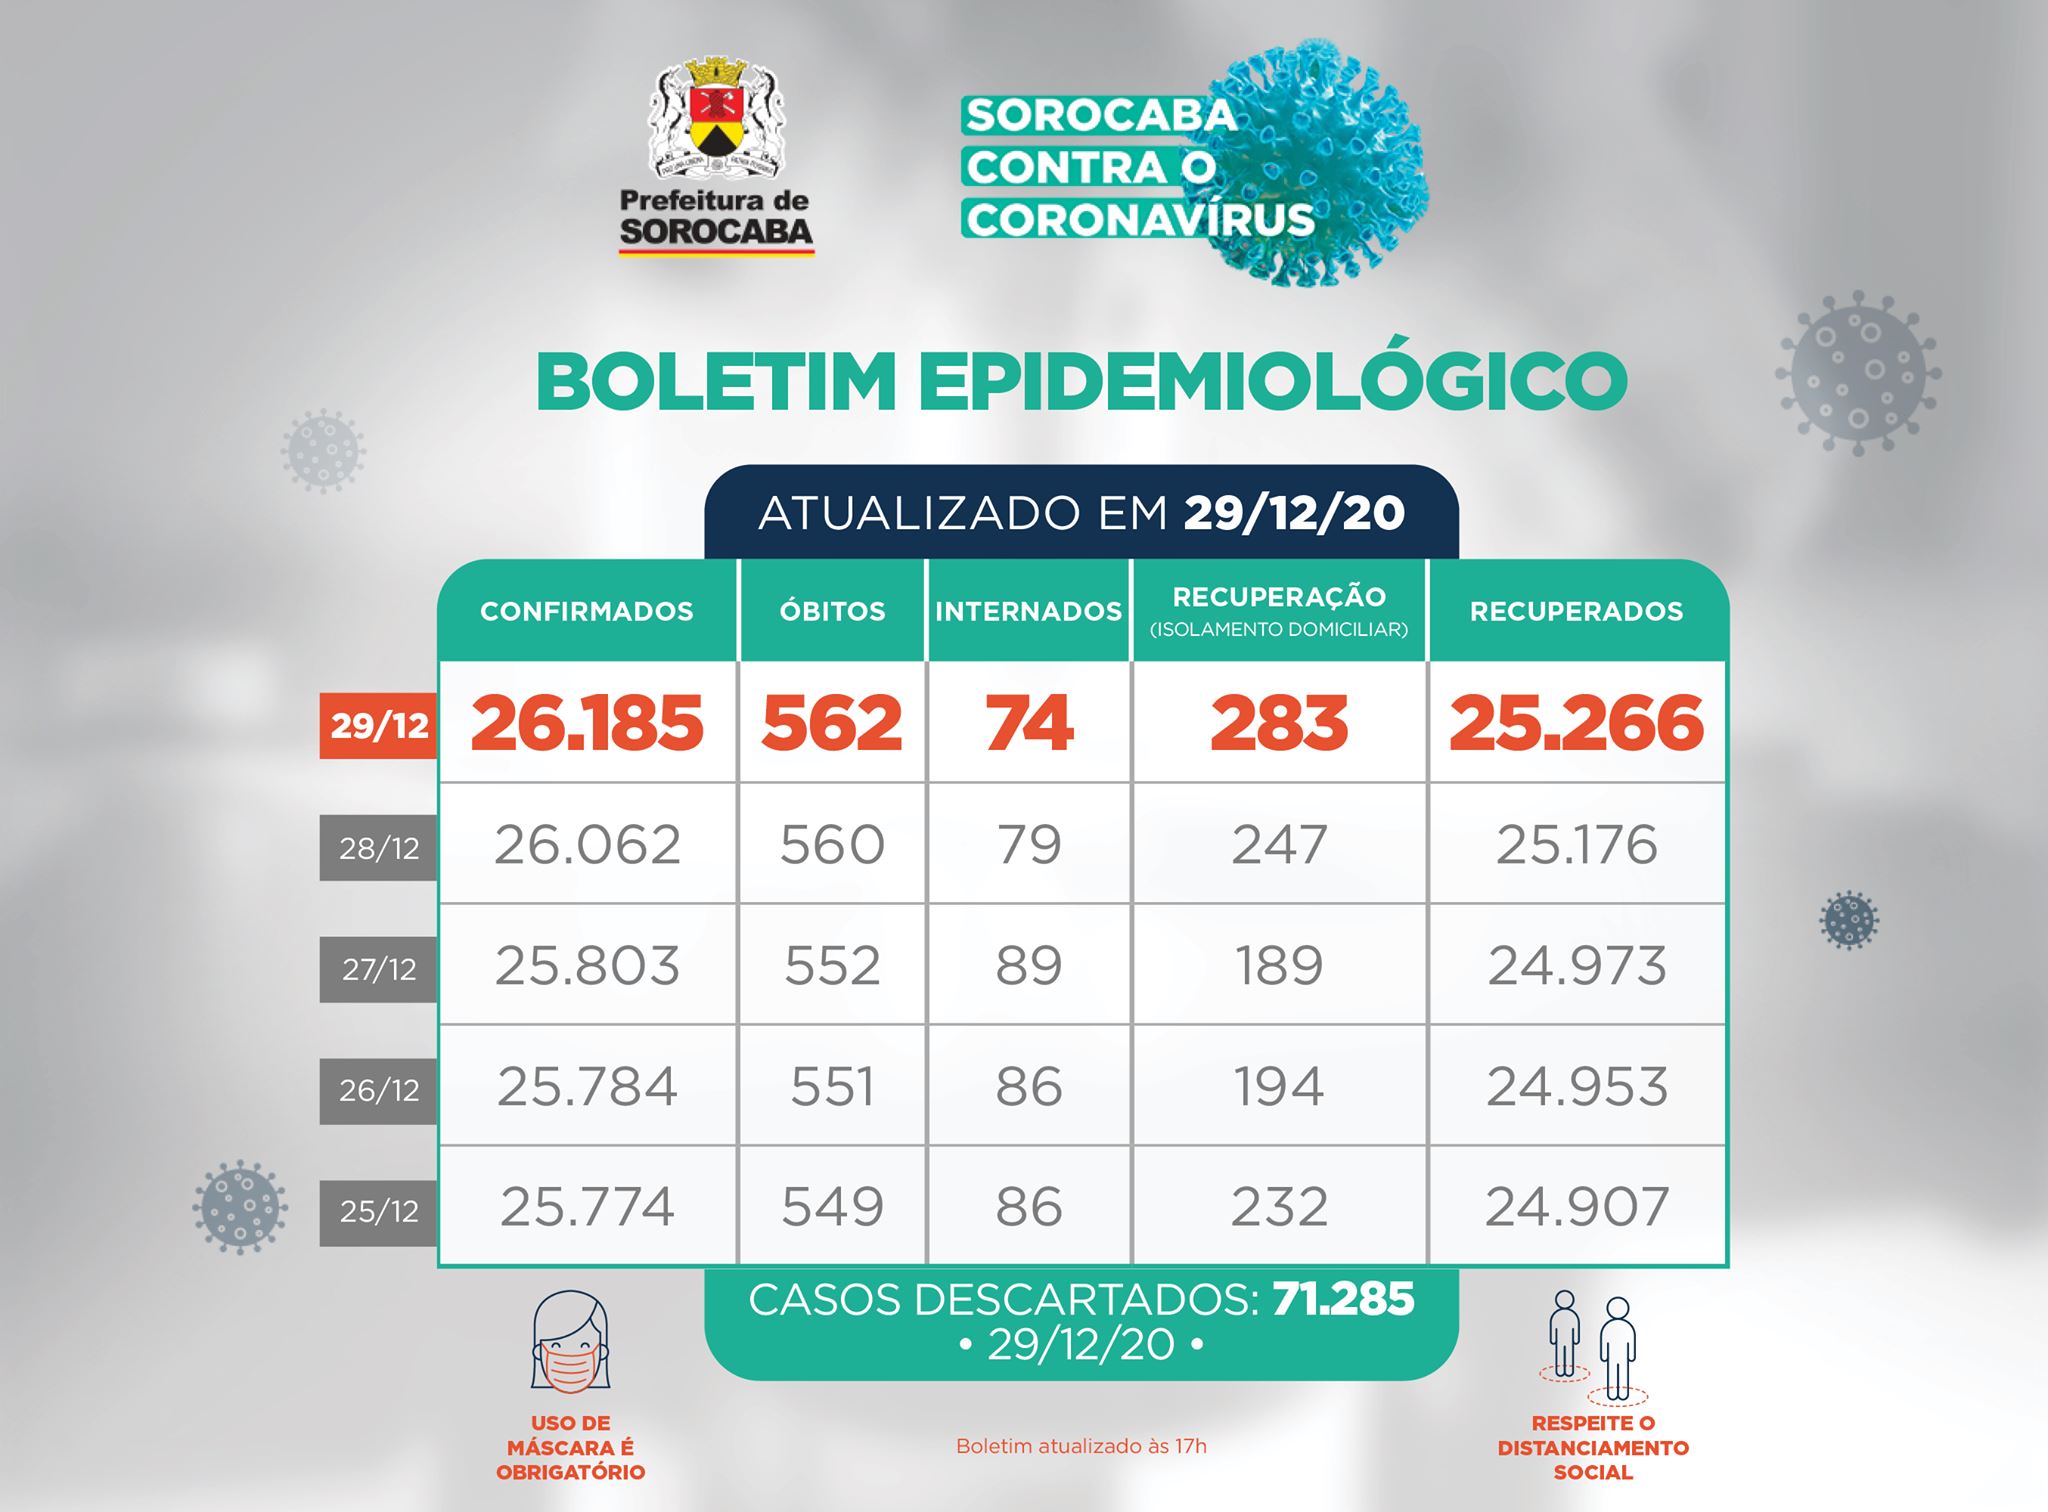 Prefeitura de
SOROCABA
SOROCABA
CONTRA O
CORONAVÍRUS
BOLETIM EPIDEMIOLÓGICO
ATUALIZADO EM 29/12/20
CONFIRMADOS ÓBITOS INTERNADOS RECUPERAÇÃO (ISOLAMENTO DOMICILIAR) RECUPERADOS
29/12 26.185 562 74 283 25.266
28/12 26.062 560 79 247 25.176
27/12 25.803 552 89 189 24.973
26/12 25.784 551 86 194 24.953
25/12 25.774 549 86 232 24.907
CASOS DESCARTADOS: 71.285
• 29/12/20 •
USO DE
MÁSCARA É
OBRIGATÓRIO
Boletim atualizado às 17h
RESPEITE O
DISTANCIAMENTO
SOCIAL